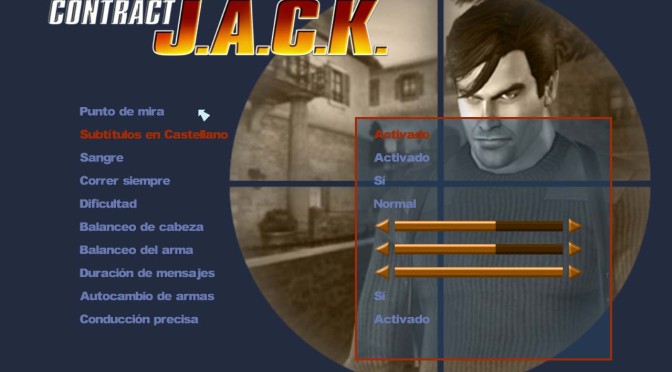 CONTRACT
J.A.C.K.
Punto de mira
Subtítulos en Castellano Activado
Sangre Activado
Correr siempre Sí
Dificultad Normal
Balanceo de cabeza
Balanceo del arma
Duración de mensajes
Autocambio de armas Sí
Conducción precisa Activado